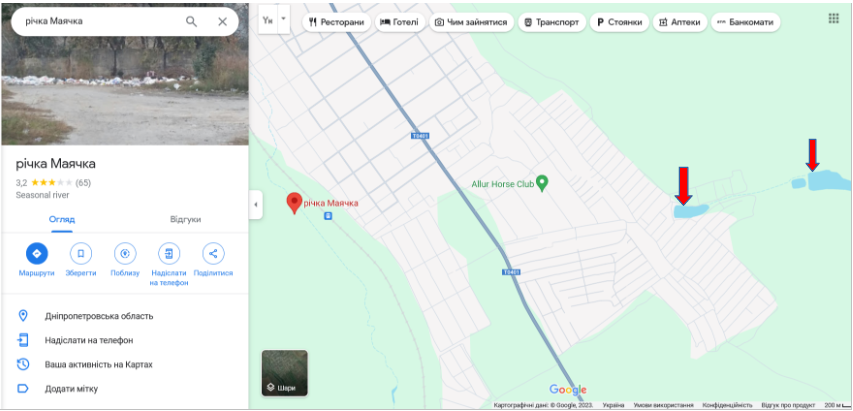 річка Маячка
Ресторани
Готелі
Чим зайнятися
Транспорт
Стоянки
Аптеки
Банкомати
річка Маячка
3,2 (65)
Seasonal river
Огляд
Відгуки
Маршрути
Зберегти
Поблизу
Надіслати
на телефон
Поділитися
Дніпропетровська область
Надіслати на телефон
Ваша активність на Картах
Додати мітку
T0401
Allur Horse Club
річка Маячка
T0401
Шари
Google
Картографічні дані: © Google, 2023. Україна Умови використання Конфіденційність Відгук про продукт 200 м